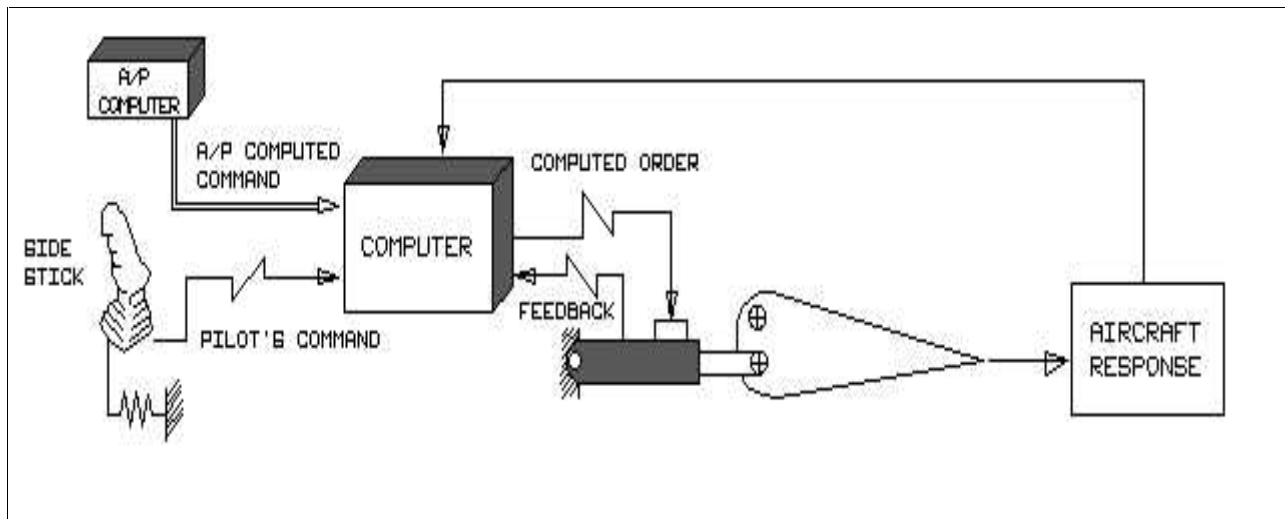 A/P
COMPUTER
A/P COMPUTED
COMMAND
COMPUTED ORDER
SIDE
STICK
COMPUTER
FEEDBACK
PILOT'S COMMAND
AIRCRAFT
RESPONSE